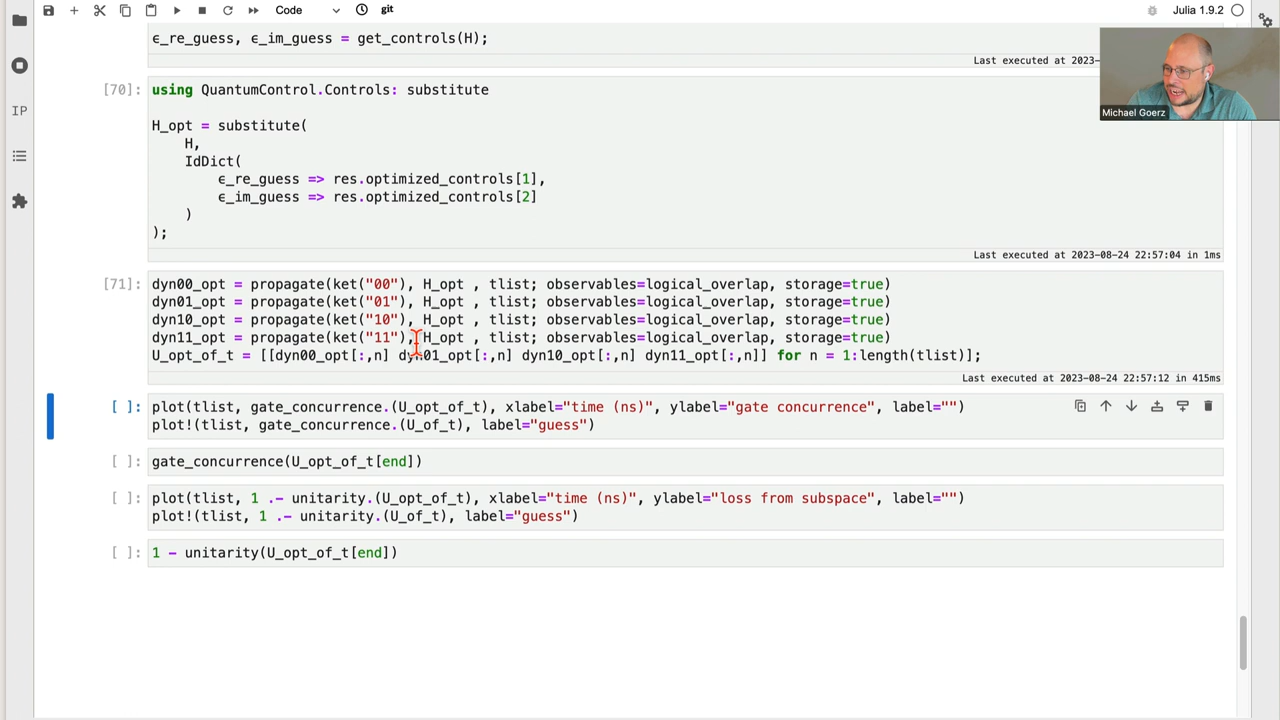 Code
git
Julia 1.9.2
ϵ_re_guess, ϵ_im_guess = get_controls(H);
Last executed at 2023-
Michael Goerz
[70]:
using QuantumControl.Controls: substitute
H_opt = substitute(
H,
IdDict(
ϵ_re_guess => res.optimized_controls[1],
ϵ_im_guess => res.optimized_controls[2]
)
);
Last executed at 2023-08-24 22:57:04 in 1ms
[71]:
dyn00_opt = propagate(ket("00"), H_opt , tlist; observables=logical_overlap, storage=true)
dyn01_opt = propagate(ket("01"), H_opt , tlist; observables=logical_overlap, storage=true)
dyn10_opt = propagate(ket("10"), H_opt , tlist; observables=logical_overlap, storage=true)
dyn11_opt = propagate(ket("11"), H_opt , tlist; observables=logical_overlap, storage=true)
U_opt_of_t = [[dyn00_opt[:,n] dyn01_opt[:,n] dyn10_opt[:,n] dyn11_opt[:,n]] for n = 1:length(tlist)];
Last executed at 2023-08-24 22:57:12 in 415ms
[ ]:
plot(tlist, gate_concurrence.(U_opt_of_t), xlabel="time (ns)", ylabel="gate concurrence", label="")
plot!(tlist, gate_concurrence.(U_of_t), label="guess")
[ ]:
gate_concurrence(U_opt_of_t[end])
[ ]:
plot(tlist, 1 .- unitarity.(U_opt_of_t), xlabel="time (ns)", ylabel="loss from subspace", label="")
plot!(tlist, 1 .- unitarity.(U_of_t), label="guess")
[ ]:
1 - unitarity(U_opt_of_t[end])
IP